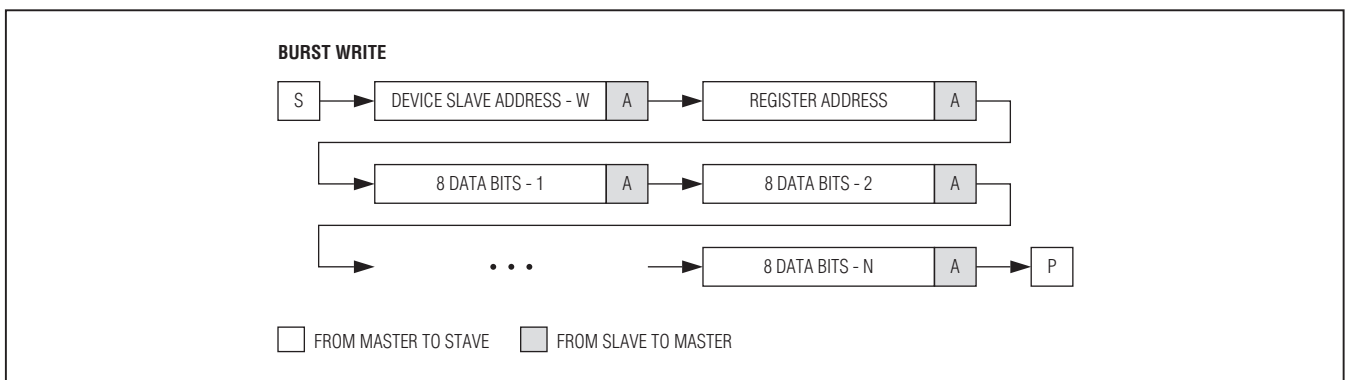 BURST WRITE
S DEVICE SLAVE ADDRESS - W A REGISTER ADDRESS A
8 DATA BITS - 1 A 8 DATA BITS - 2 A
• • • 8 DATA BITS - N A P
FROM MASTER TO STAVE FROM SLAVE TO MASTER